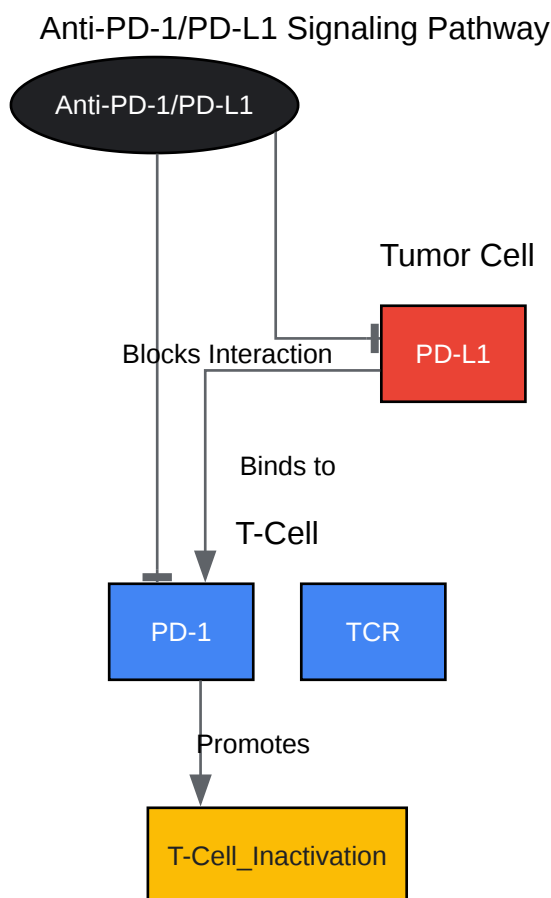 Anti-PD-1/PD-L1 Signaling Pathway
Anti-PD-1/PD-L1
Tumor Cell
PD-L1
Blocks Interaction
Binds to
T-Cell
PD-1
TCR
Promotes
T-Cell_Inactivation